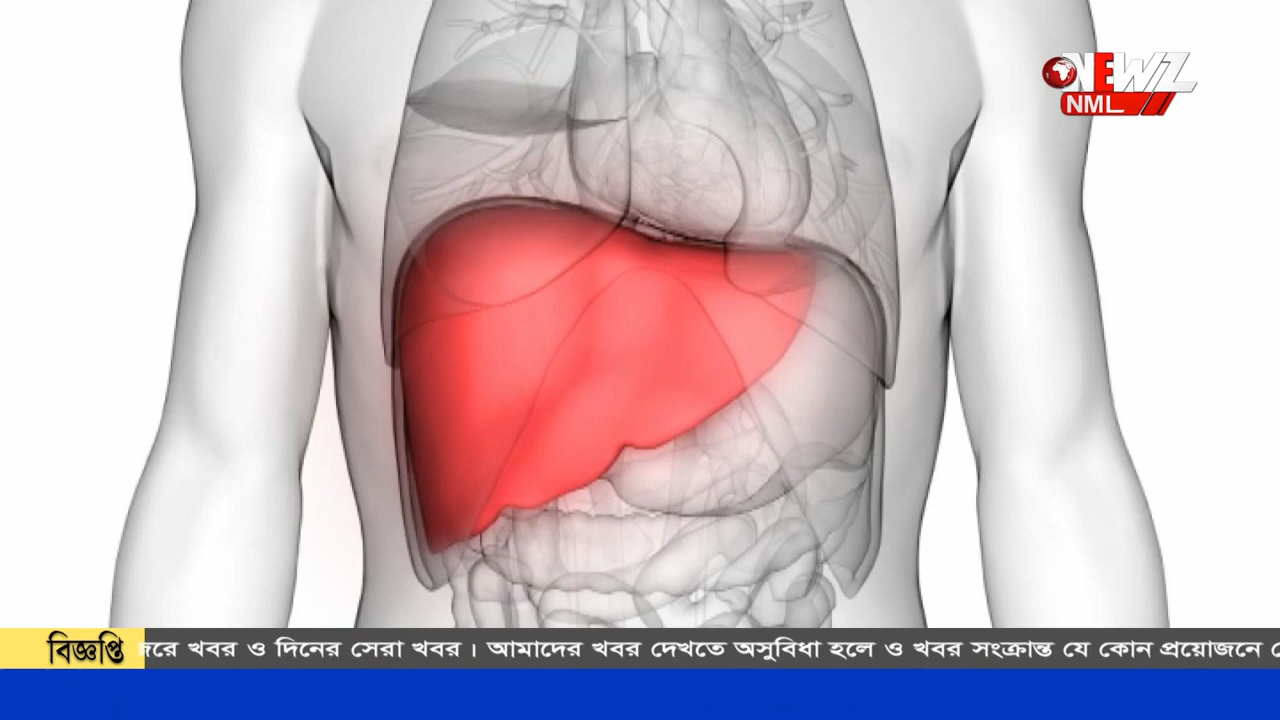 NEWZ
NML
বিজ্ঞপ্তি
খবর ও দিনের সেরা খবর। আমাদের খবর দেখতে অসুবিধা হলে ও খবর সংক্রান্ত যে কোন প্রয়োজনে